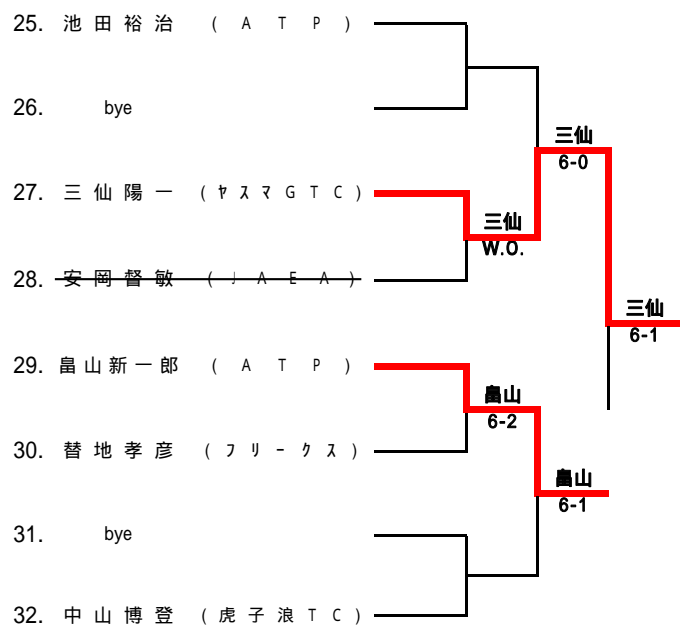 25. 池田裕治 (ATP)
26. bye
三仙
6-0
27. 三仙陽一 (ヤスマGTC)
三仙
W.O.
28. 安岡督敏 (JAEA)
三仙
6-1
29. 畠山新一郎 (ATP)
畠山
6-2
30. 替地孝彦 (フリークス)
畠山
6-1
31. bye
32. 中山博登 (虎子浪TC)